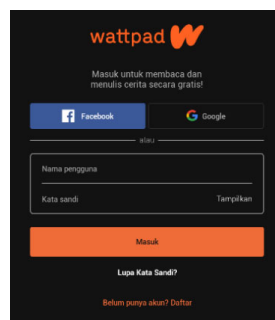 wattpad
Masuk untuk membaca dan
menulis cerita secara gratis!
Facebook
Google
atau
Nama pengguna
Kata sandi
Tampilkan
Masuk
Lupa Kata Sandi?
Belum punya akun? Daftar